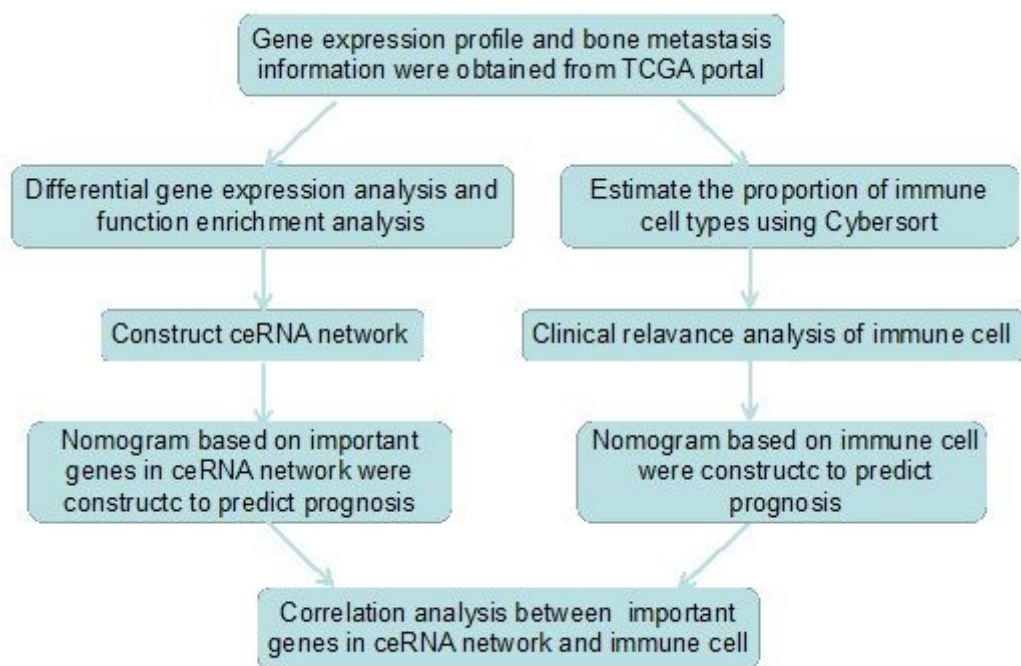 Gene expression profile and bone metastasis
information were obtained from TCGA portal
Differential gene expression analysis and
function enrichment analysis
Estimate the proportion of immune
cell types using Cybersort
Construct ceRNA network
Clinical relavance analysis of immune cell
Nomogram based on important
genes in ceRNA network were
constructc to predict prognosis
Nomogram based on immune cell
were constructc to predict
prognosis
Correlation analysis between important
genes in ceRNA network and immune cell